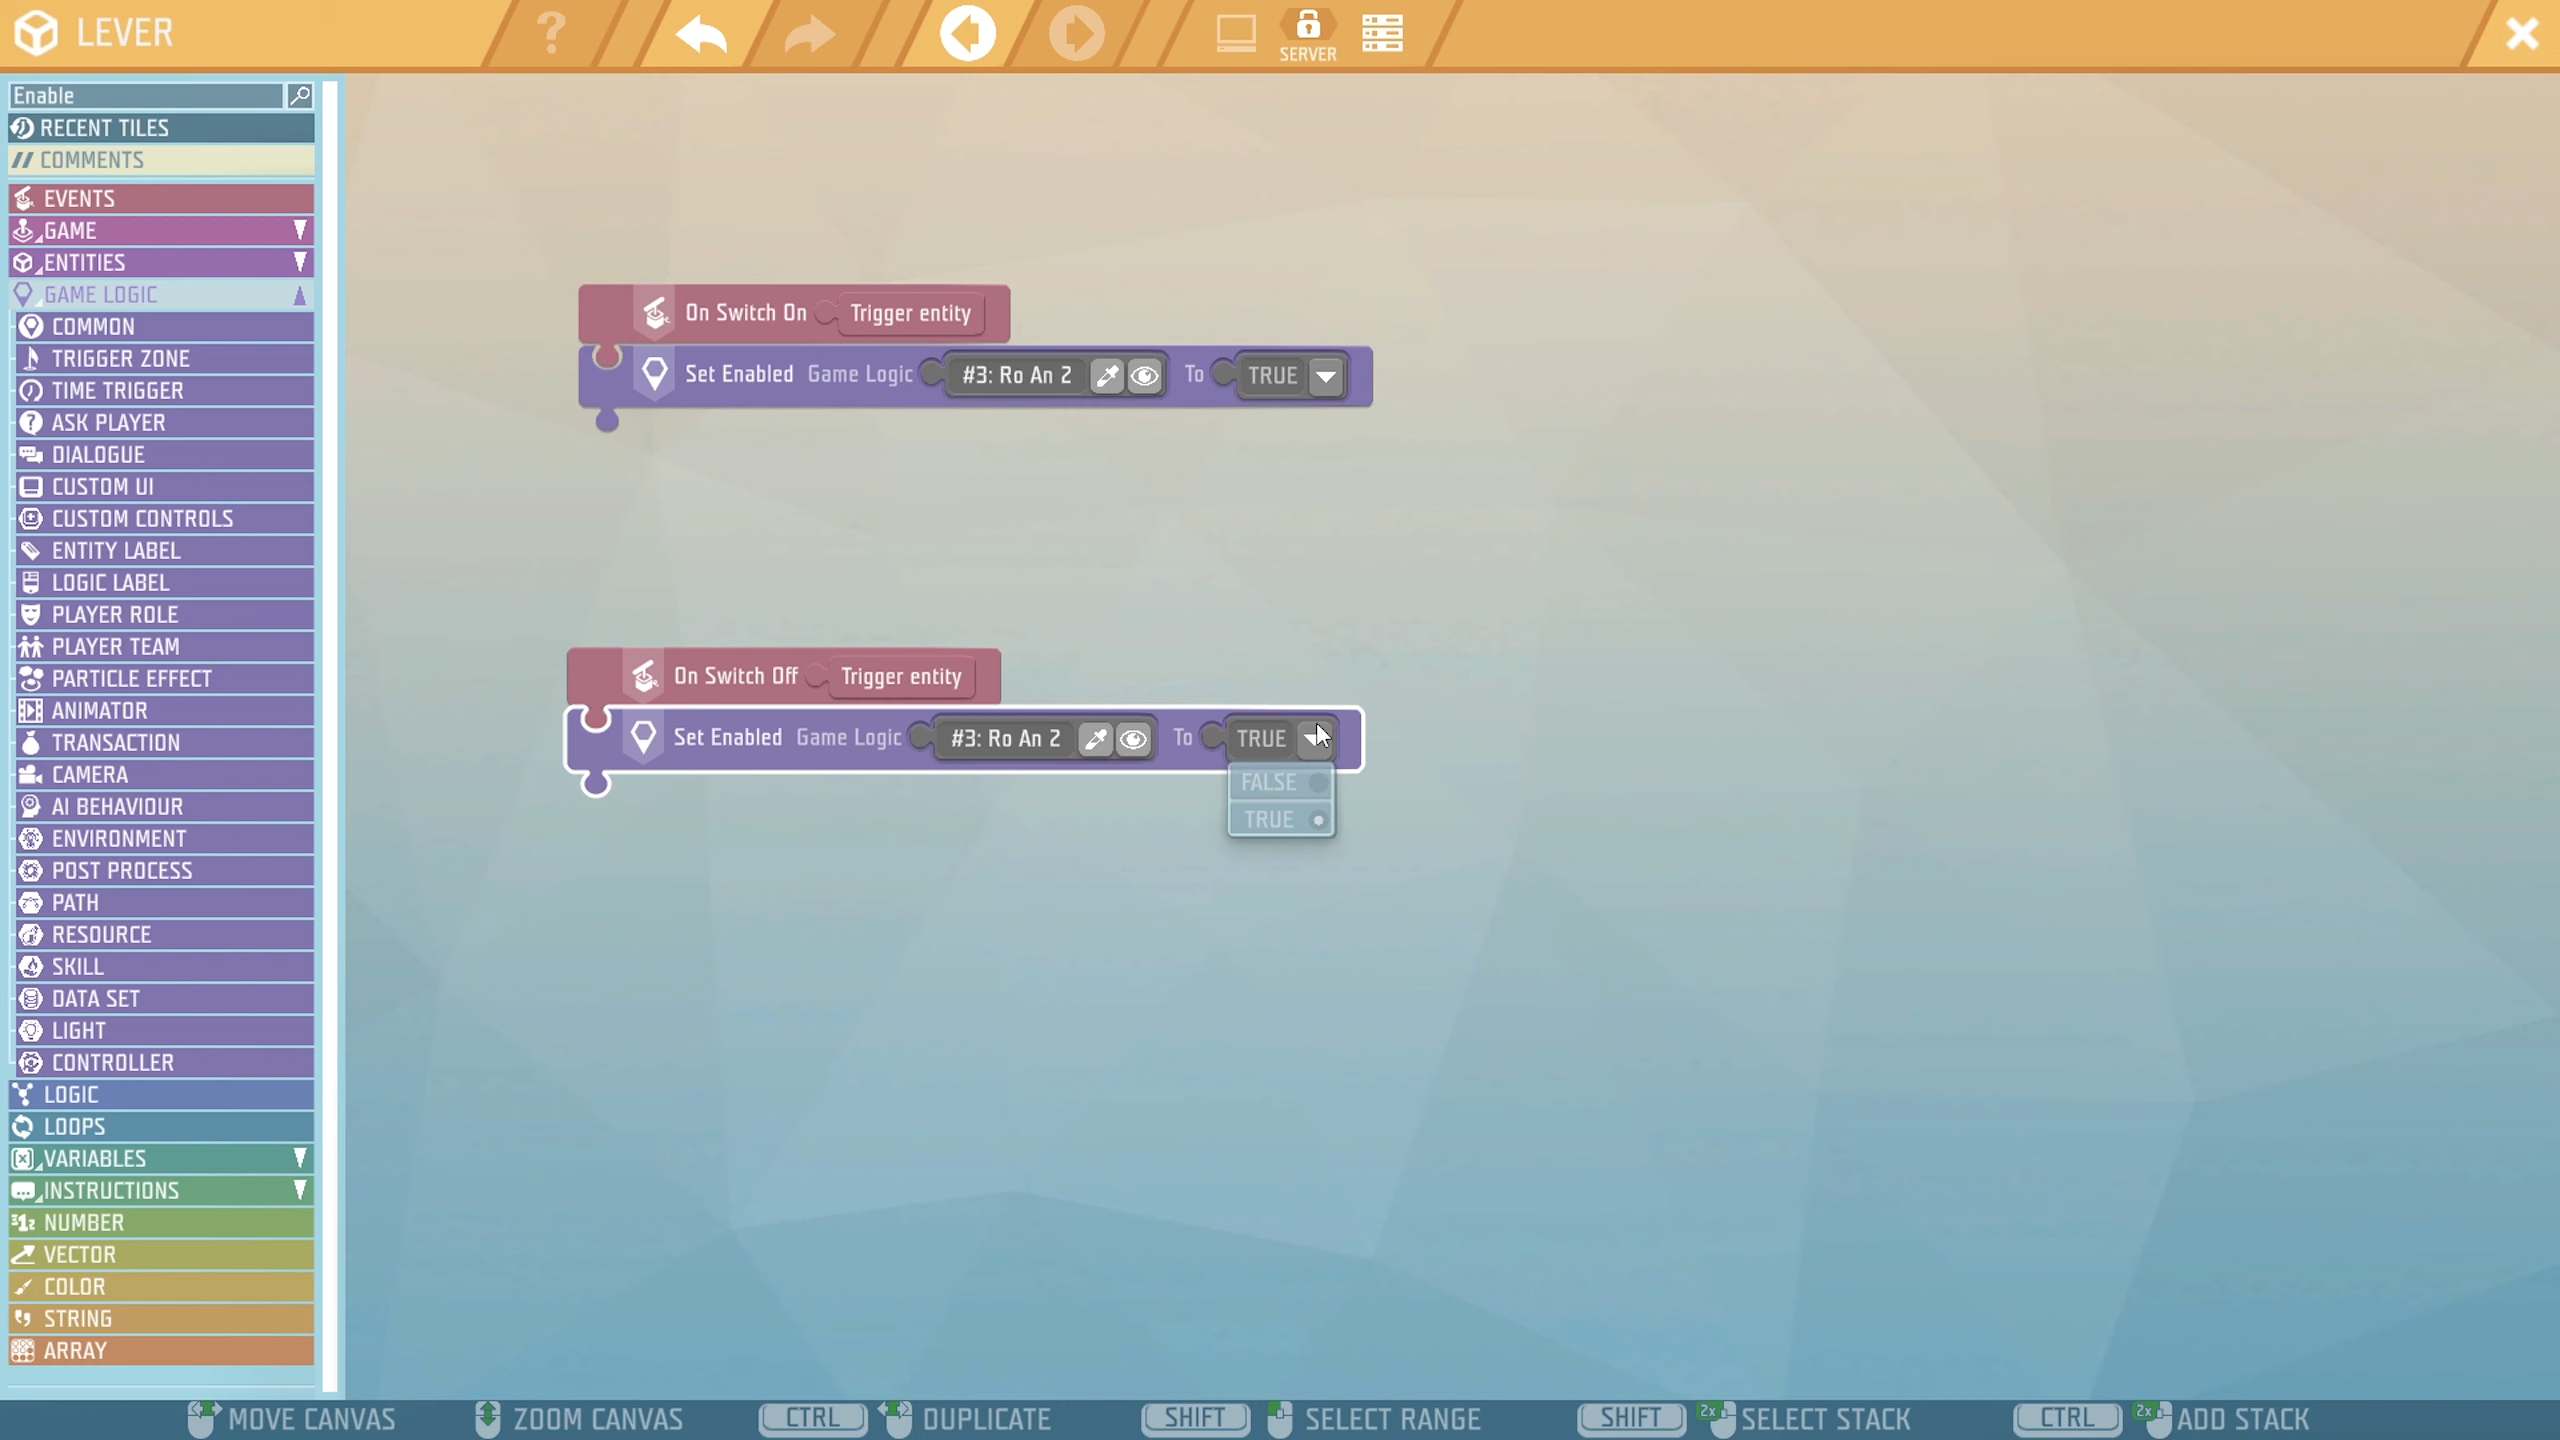 LEVER
?
SERVER
Enable
RECENT TILES
// COMMENTS
EVENTS
GAME
ENTITIES
GAME LOGIC
COMMON
TRIGGER ZONE
TIME TRIGGER
ASK PLAYER
DIALOGUE
CUSTOM UI
CUSTOM CONTROLS
ENTITY LABEL
LOGIC LABEL
PLAYER ROLE
PLAYER TEAM
PARTICLE EFFECT
ANIMATOR
TRANSACTION
CAMERA
AI BEHAVIOUR
ENVIRONMENT
POST PROCESS
PATH
RESOURCE
SKILL
DATA SET
LIGHT
CONTROLLER
LOGIC
LOOPS
VARIABLES
INSTRUCTIONS
NUMBER
VECTOR
COLOR
STRING
ARRAY
On Switch On Trigger entity
Set Enabled Game Logic #3: Ro An 2 To TRUE
On Switch Off Trigger entity
Set Enabled Game Logic #3: Ro An 2 To TRUE
FALSE
TRUE
MOVE CANVAS ZOOM CANVAS CTRL DUPLICATE SHIFT SELECT RANGE SHIFT 2x SELECT STACK CTRL 2x ADD STACK